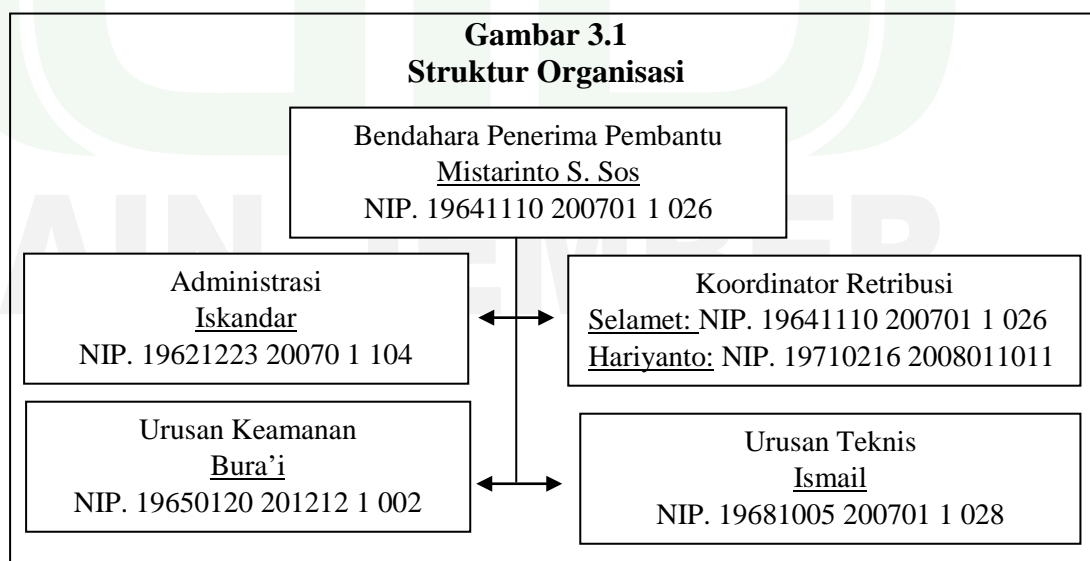 Gambar 3.1
Struktur Organisasi
Bendahara Penerima Pembantu
Mistarinto S. Sos
NIP. 19641110 200701 1 026
Administrasi
Iskandar
NIP. 19621223 20070 1 104
Koordinator Retribusi
Selamet: NIP. 19641110 200701 1 026
Hariyanto: NIP. 19710216 2008011011
Urusan Keamanan
Bura’i
NIP. 19650120 201212 1 002
Urusan Teknis
Ismail
NIP. 19681005 200701 1 028